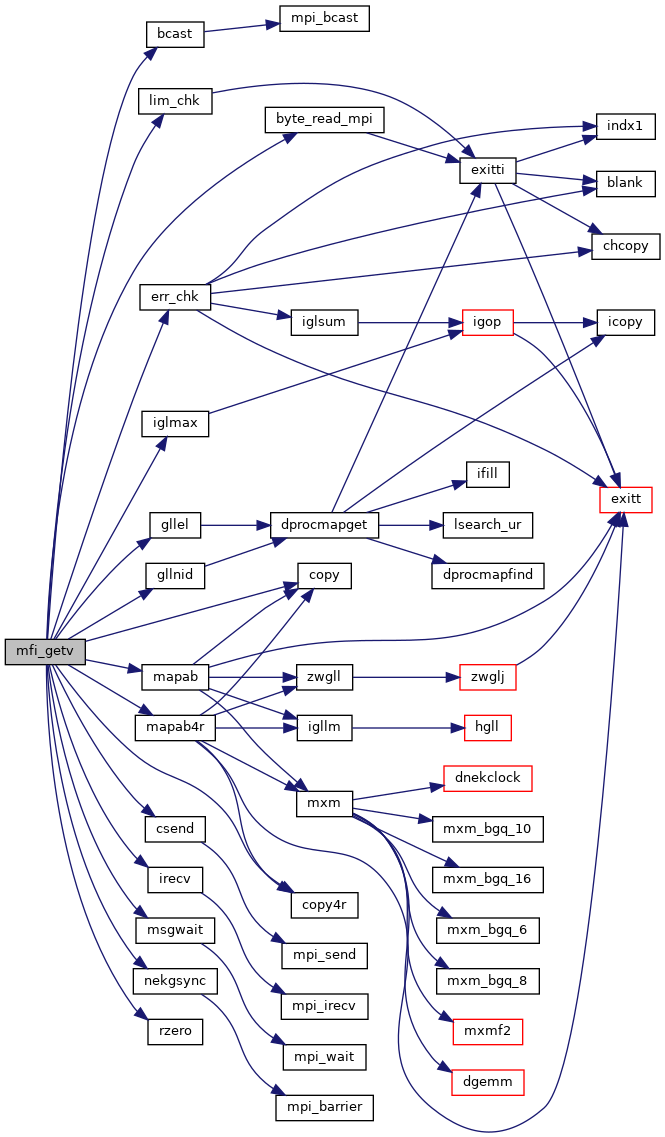 mpi_bcast
bcast
lim_chk
byte_read_mpi
indx1
exitti
blank
chcopy
err_chk
iglsum
igop
icopy
iglmax
ifill
exitt
gllel
dprocmapget
lsearch_ur
gllnid
copy
dprocmapfind
mfi_getv
mapab
zwgll
zwglj
mapab4r
igllm
hgll
dnekclock
mxm
csend
mxm_bgq_10
irecv
mxm_bgq_16
copy4r
msgwait
mxm_bgq_6
mpi_send
nekgsync
mxm_bgq_8
mpi_irecv
rzero
mxmf2
mpi_wait
dgemm
mpi_barrier